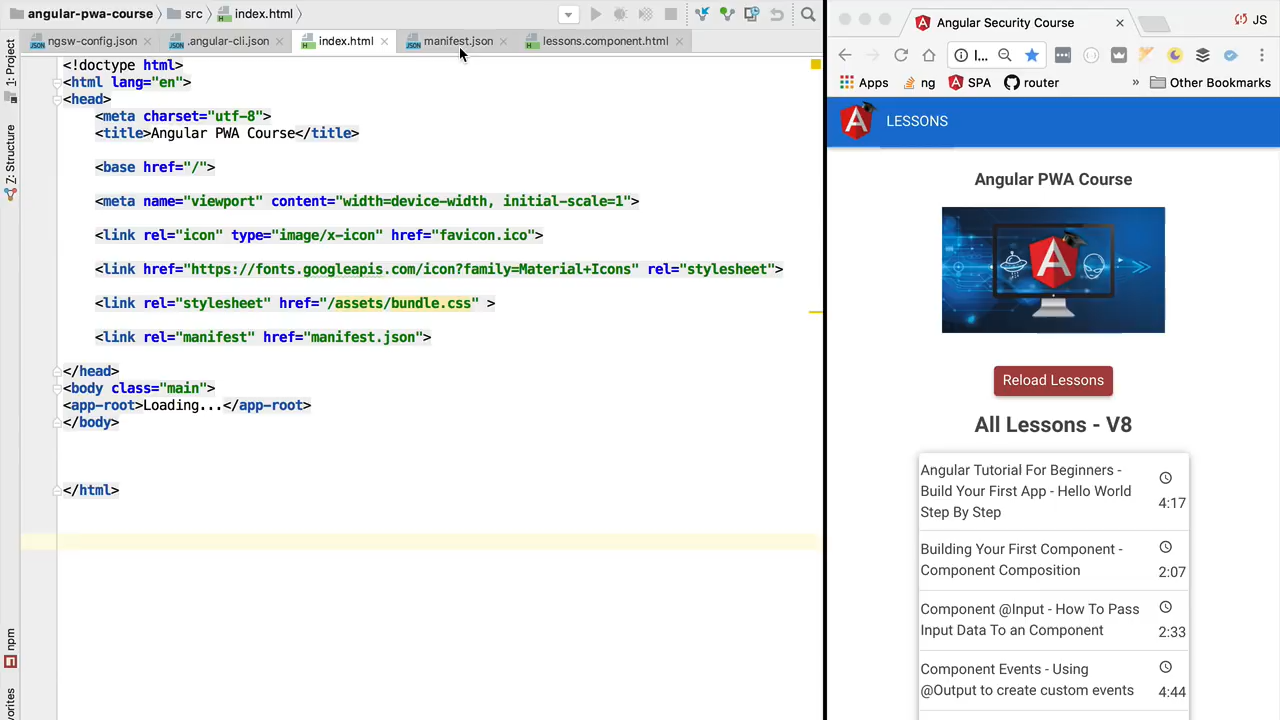 angular-pwa-course
src
index.html
ngsw-config.json
.angular-cli.json
index.html
manifest.json
lessons.component.html
1: Project
Z: Structure
npm
<!doctype html>
<html lang="en">
<head>
<meta charset="utf-8">
<title>Angular PWA Course</title>
<base href="/">
<meta name="viewport" content="width=device-width, initial-scale=1">
<link rel="icon" type="image/x-icon" href="favicon.ico">
<link href="https://fonts.googleapis.com/icon?family=Material+Icons" rel="stylesheet">
<link rel="stylesheet" href="/assets/bundle.css" >
<link rel="manifest" href="manifest.json">
</head>
<body class="main">
<app-root>Loading...</app-root>
</body>
</html>
Angular Security Course
JS
Apps
ng
SPA
router
»
Other Bookmarks
LESSONS
Angular PWA Course
Reload Lessons
All Lessons - V8
Angular Tutorial For Beginners -
Build Your First App - Hello World
Step By Step
4:17
Building Your First Component -
Component Composition
2:07
Component @Input - How To Pass
Input Data To an Component
2:33
Component Events - Using
@Output to create custom events
4:44